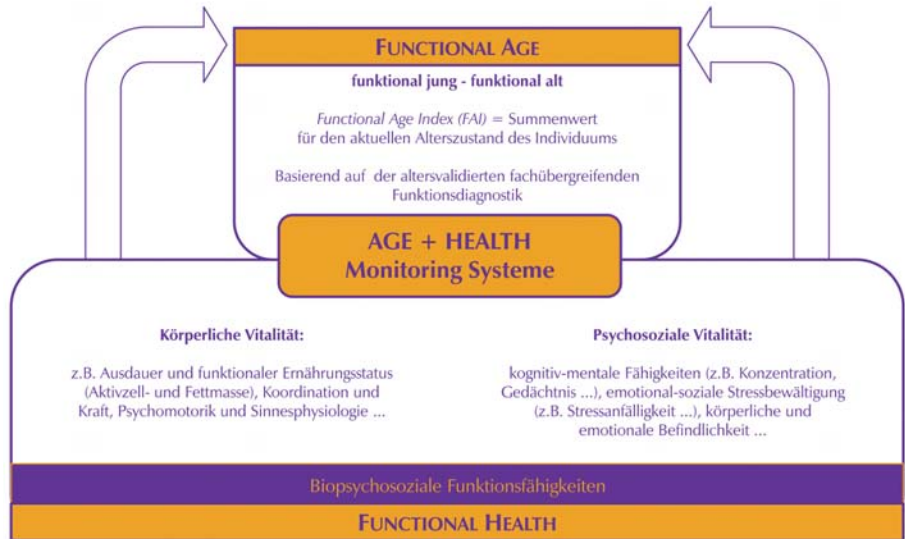 FUNCTIONAL AGE
funktional jung - funktional alt
Functional Age Index (FAI) = Summenwert
für den aktuellen Alterszustand des Individuums
Basierend auf der altersvalidierten fachübergreifenden
Funktionsdiagnostik
AGE + HEALTH
Monitoring Systeme
Körperliche Vitalität:
z.B. Ausdauer und funktionaler Ernährungsstatus
(Aktivzell- und Fettmasse), Koordination und
Kraft, Psychomotorik und Sinnesphysiologie ...
Psychosoziale Vitalität:
kognitiv-mentale Fähigkeiten (z.B. Konzentration,
Gedächtnis ...), emotional-soziale Stressbewältigung
(z.B. Stressanfälligkeit ...), körperliche und
emotionale Befindlichkeit ...
Biopsychosoziale Funktionsfähigkeiten
FUNCTIONAL HEALTH